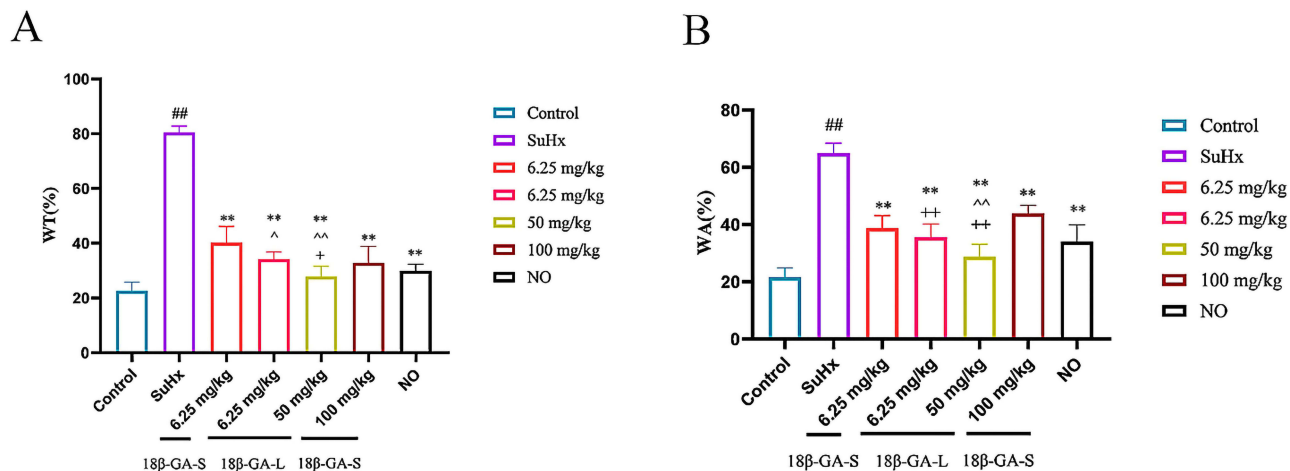 A
WT(%)
100
80
60
40
20
0
##
**
**
^
**
^^
+
**
**
Control
SuHx
6.25 mg/kg
6.25 mg/kg
50 mg/kg
100 mg/kg
NO
18β-GA-S
18β-GA-L
18β-GA-S
Control
SuHx
6.25 mg/kg
6.25 mg/kg
50 mg/kg
100 mg/kg
NO
B
WA(%)
80
60
40
20
0
##
**
**
++
**
^^
++
**
**
Control
SuHx
6.25 mg/kg
6.25 mg/kg
50 mg/kg
100 mg/kg
NO
18β-GA-S
18β-GA-L
18β-GA-S
Control
SuHx
6.25 mg/kg
6.25 mg/kg
50 mg/kg
100 mg/kg
NO